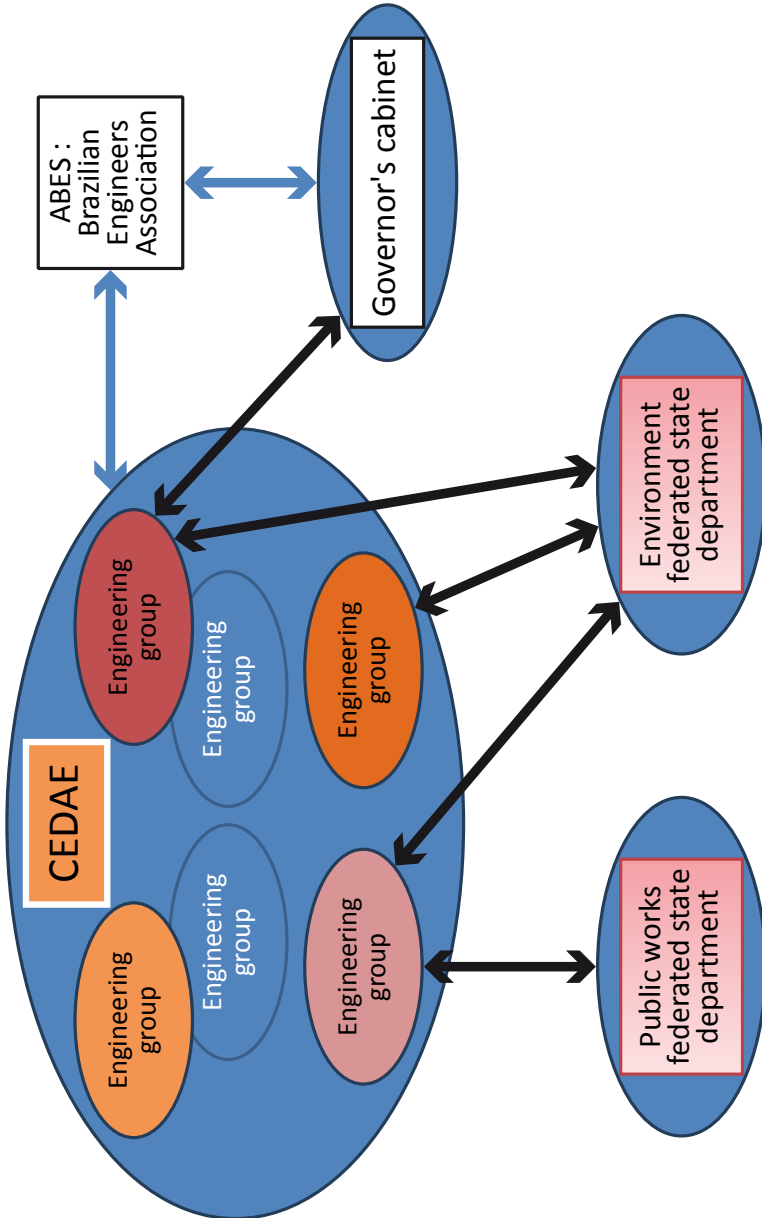 CEDAE
ABES :
Brazilian
Engineers
Association
Engineering
group
Engineering
group
Engineering
group
Engineering
group
Engineering
group
Engineering
group
Governor's cabinet
Public works
federated state
department
Environment
federated state
department